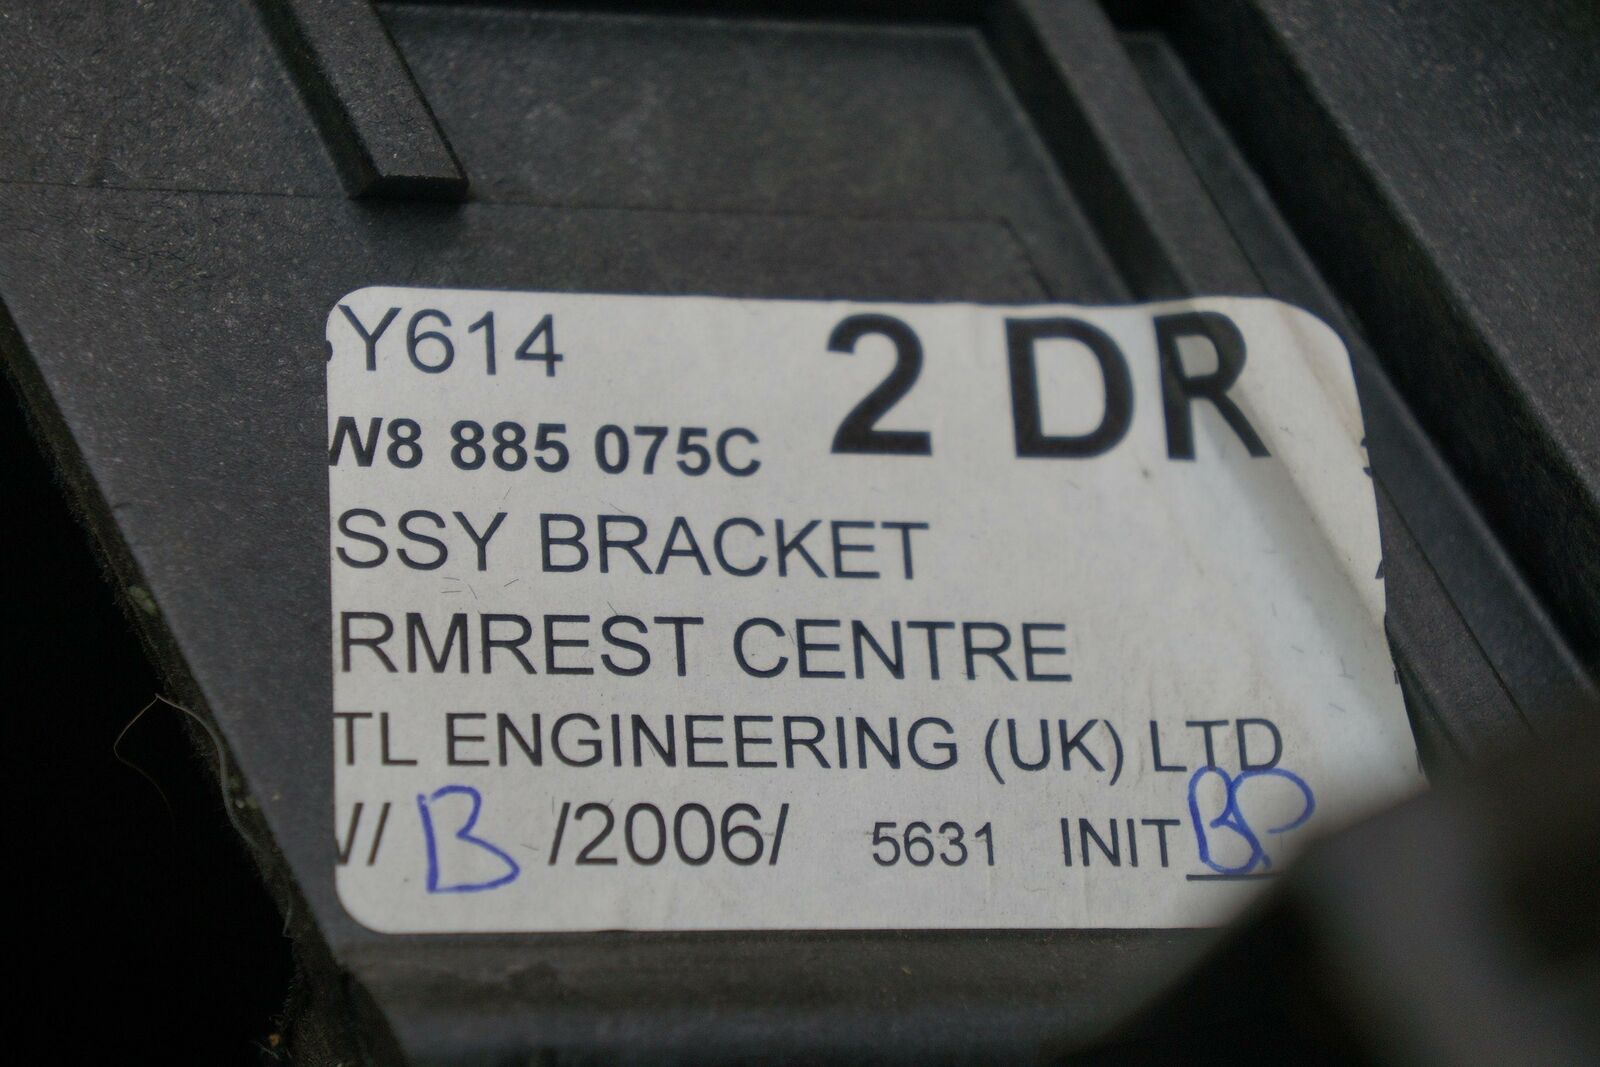 Y614 2 DR
W8 885 075C
SSY BRACKET
RMREST CENTRE
TL ENGINEERING (UK) LTD
/ B /2006/ 5631 INIT BP